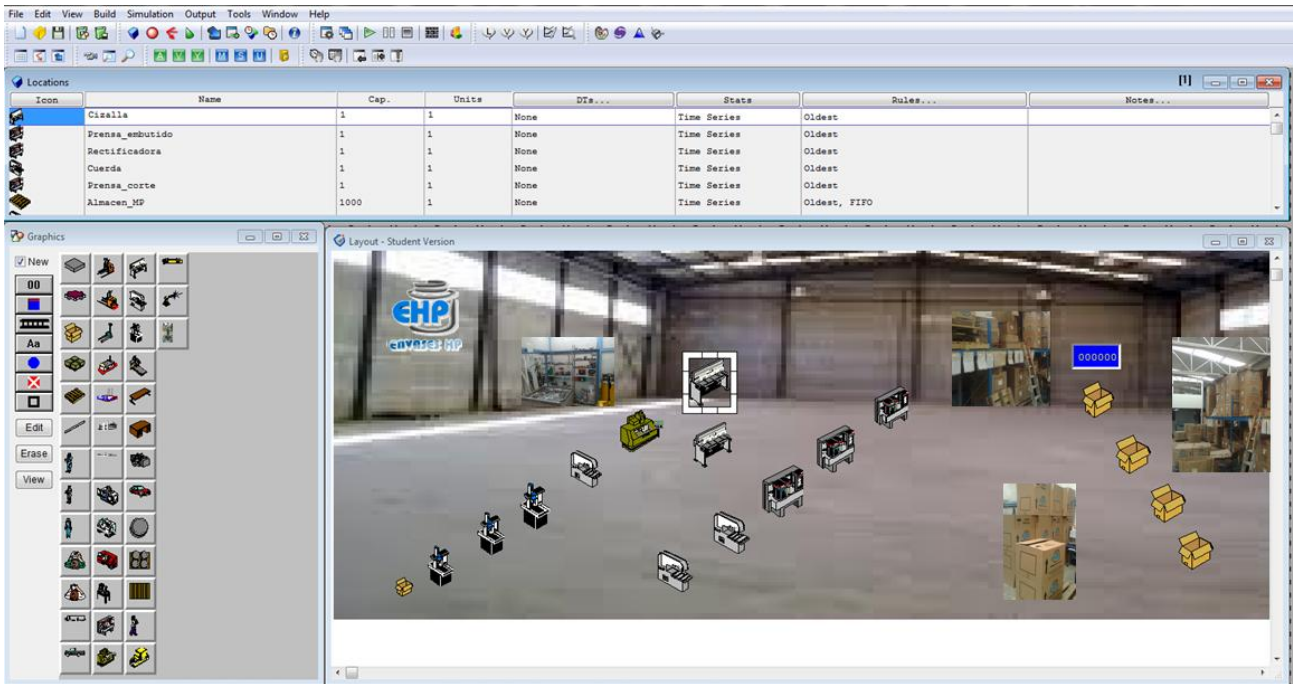 File Edit View Build Simulation Output Tools Window Help
Locations [1]
Icon Name Cap. Units DTs... Stats Rules... Notes...
Cizalla 1 1 None Time Series Oldest
Prensa_embutido 1 1 None Time Series Oldest
Rectificadora 1 1 None Time Series Oldest
Cuerda 1 1 None Time Series Oldest
Prensa_corte 1 1 None Time Series Oldest
Almacen_MP 1000 1 None Time Series Oldest, FIFO
Graphics
New
00
Aa
Edit
Erase
View
Layout - Student Version
EHP
ENVASES MP
000000